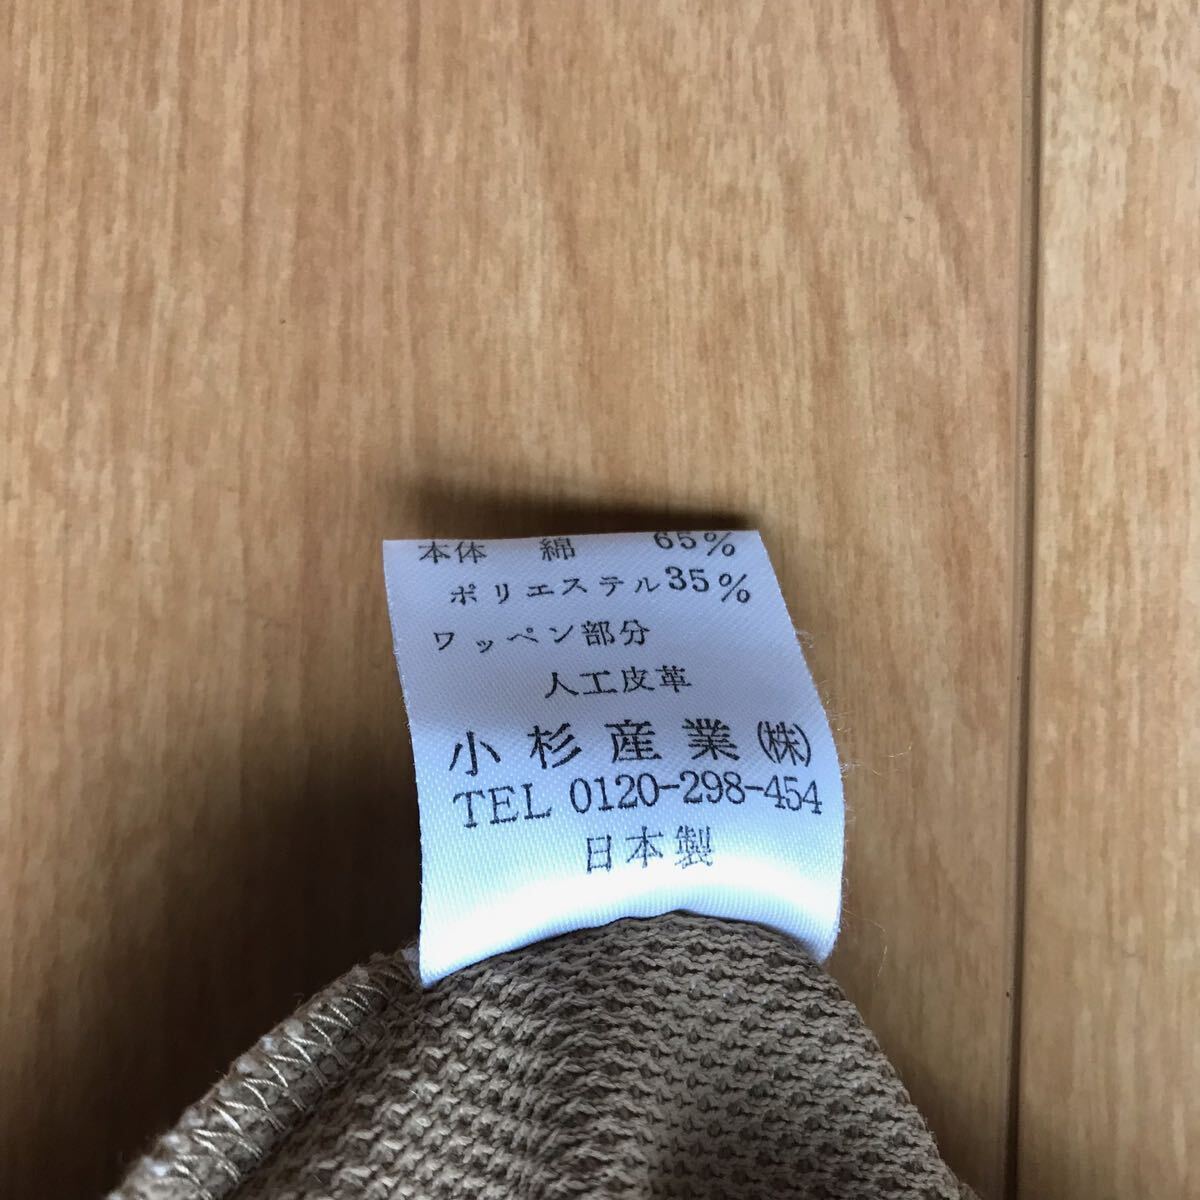 本体 綿 65%
ポリエステル35%
ワッペン部分
人工皮革
小杉産業(株)
TEL 0120-298-454
日本製